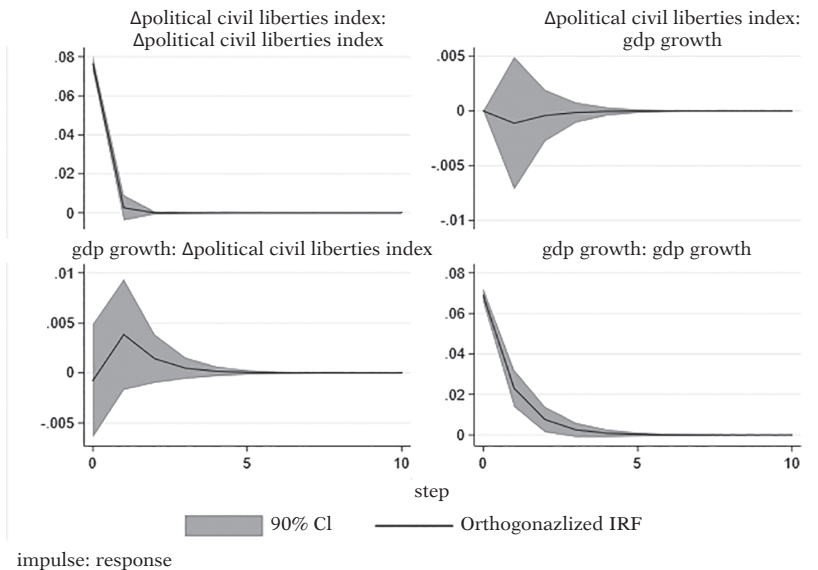 Δpolitical civil liberties index:
Δpolitical civil liberties index
.08
.06
.04
.02
0
Δpolitical civil liberties index:
gdp growth
.005
0
-.005
-.01
gdp growth: Δpolitical civil liberties index
.01
.005
0
-.005
0
5
10
gdp growth: gdp growth
.08
.06
.04
.02
0
0
5
10
step
90% Cl
Orthogonazlized IRF
impulse: response